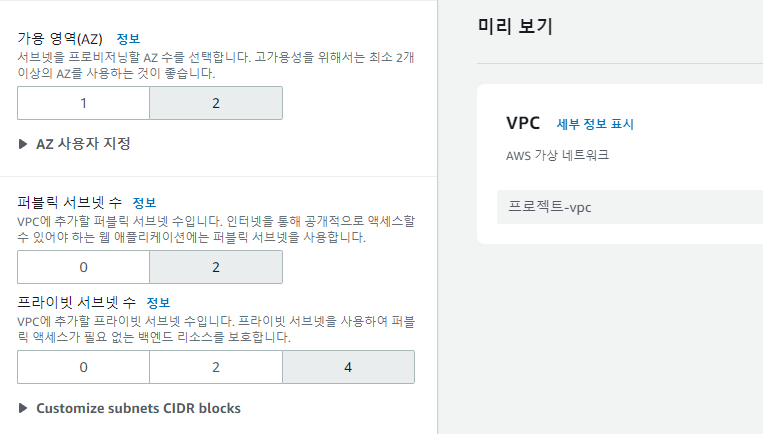 가용 영역(AZ) 정보
서브넷을 프로비저닝할 AZ 수를 선택합니다. 고가용성을 위해서는 최소 2개
이상의 AZ를 사용하는 것이 좋습니다.
1 2
▶ AZ 사용자 지정
퍼블릭 서브넷 수 정보
VPC에 추가할 퍼블릭 서브넷 수입니다. 인터넷을 통해 공개적으로 액세스할
수 있어야 하는 웹 애플리케이션에는 퍼블릭 서브넷을 사용합니다.
0 2
프라이빗 서브넷 수 정보
VPC에 추가할 프라이빗 서브넷 수입니다. 프라이빗 서브넷을 사용하여 퍼블
릭 액세스가 필요 없는 백엔드 리소스를 보호합니다.
0 2 4
▶ Customize subnets CIDR blocks
미리 보기
VPC 세부 정보 표시
AWS 가상 네트워크
프로젝트-vpc